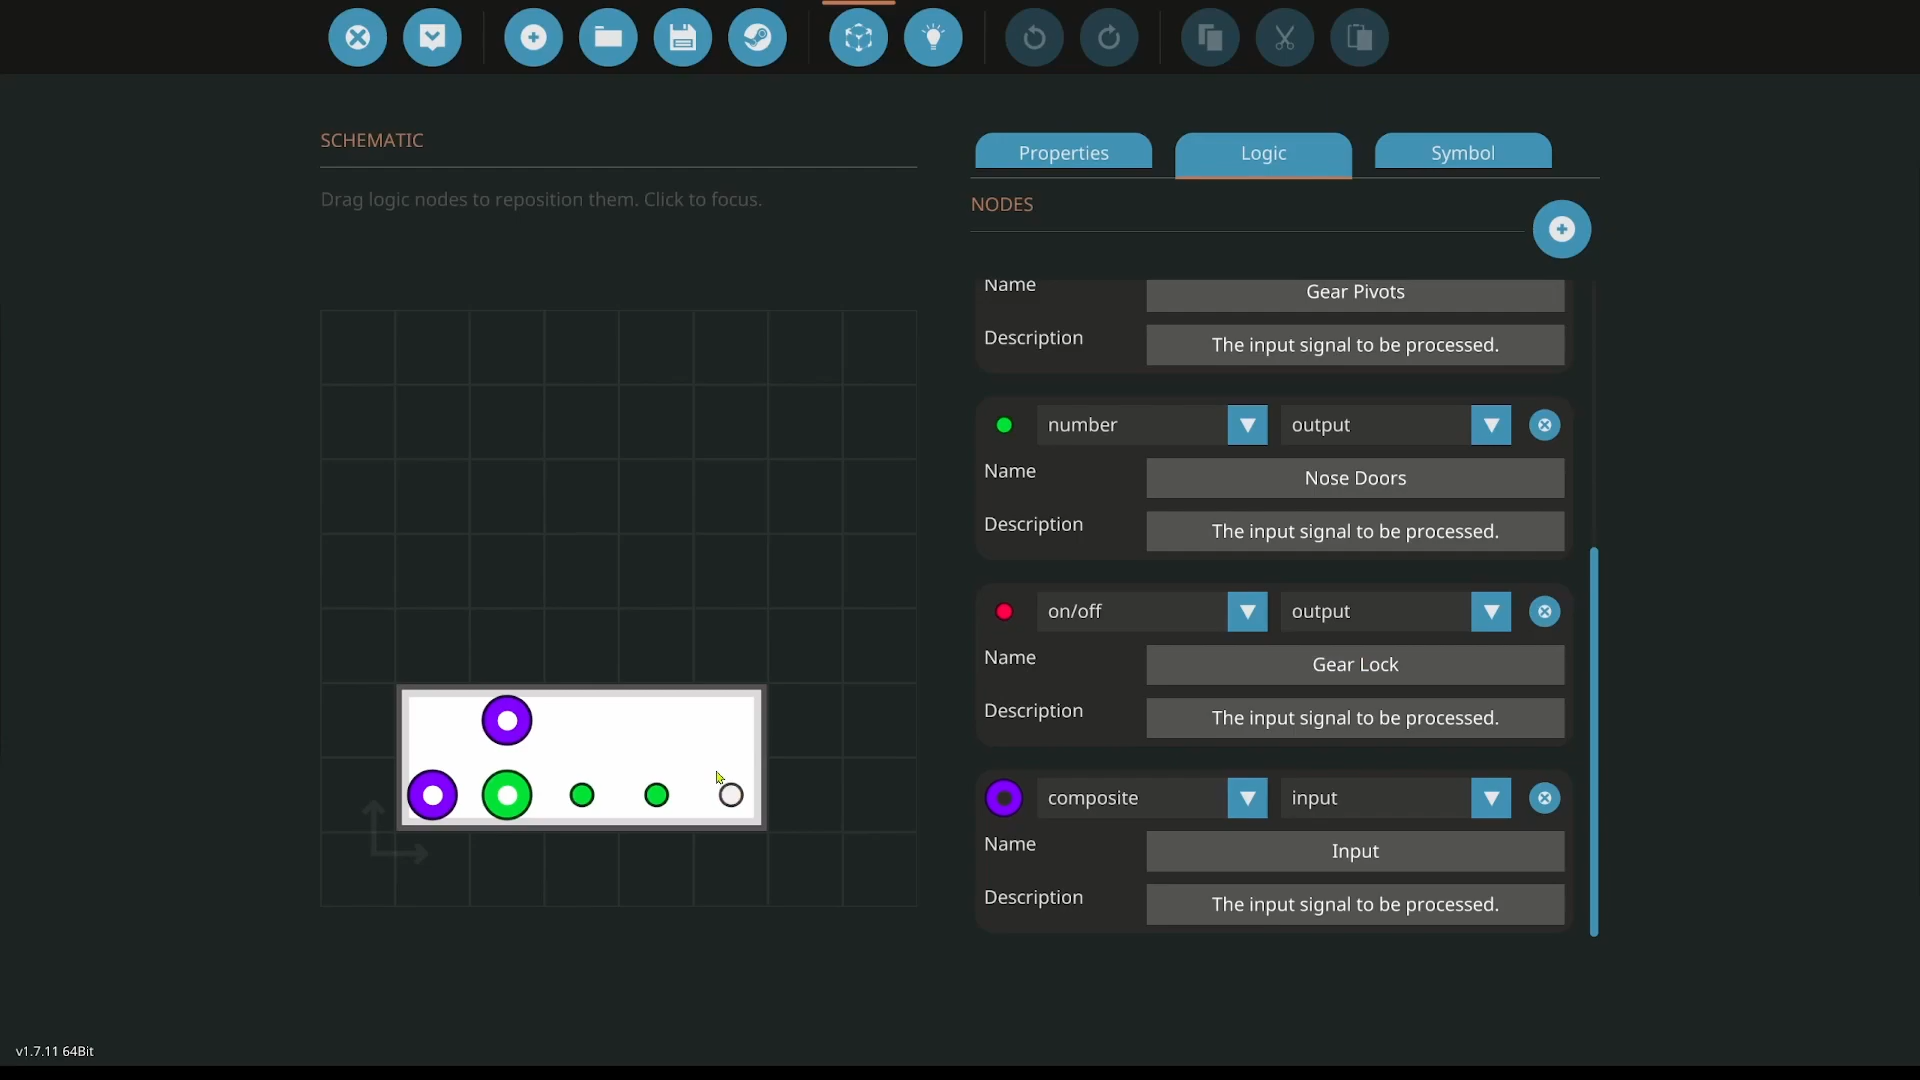 SCHEMATIC
Drag logic nodes to reposition them. Click to focus.
Properties
Logic
Symbol
NODES
Name
Gear Pivots
Description
The input signal to be processed.
number
output
Name
Nose Doors
Description
The input signal to be processed.
on/off
output
Name
Gear Lock
Description
The input signal to be processed.
composite
input
Name
Input
Description
The input signal to be processed.
v1.7.11 64Bit